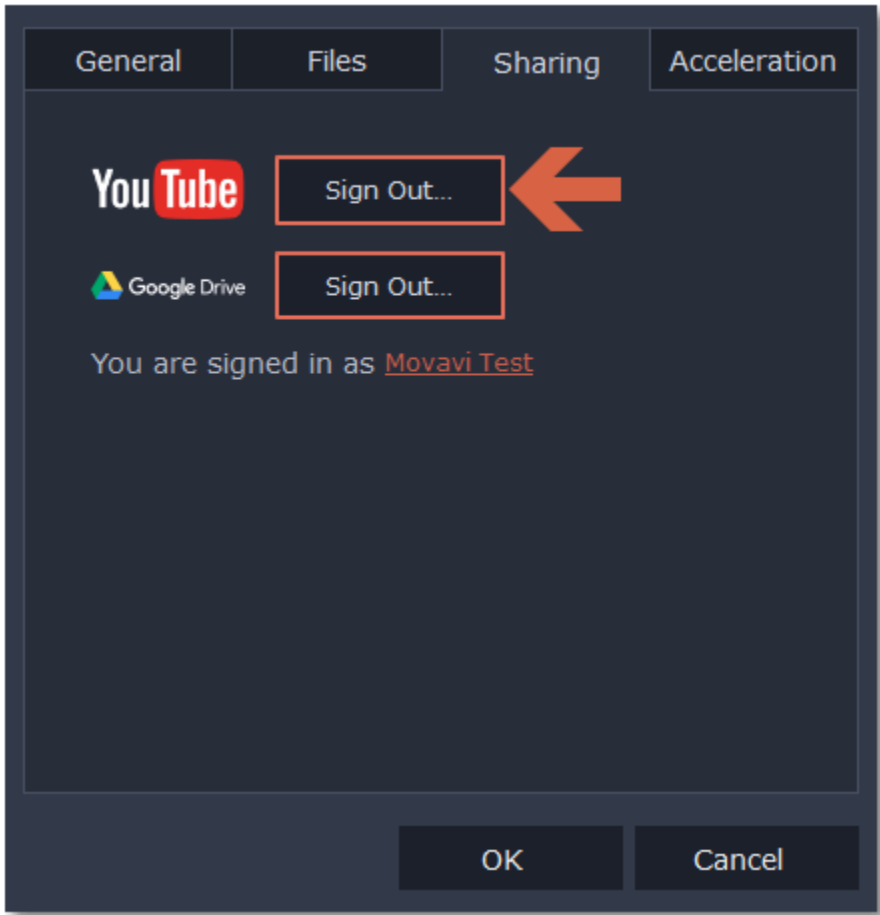 General Files Sharing Acceleration
YouTube Sign Out...
Google Drive Sign Out...
You are signed in as Movavi Test
OK Cancel